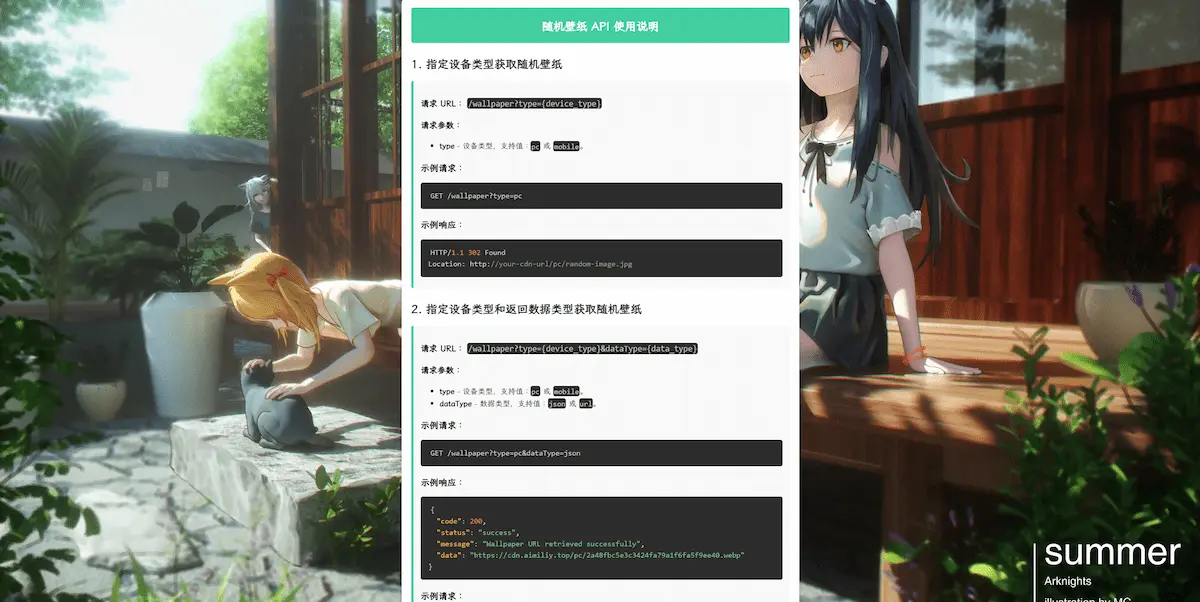 随机壁纸 API 使用说明
1. 指定设备类型获取随机壁纸
请求 URL： /wallpaper?type={device_type}
请求参数：
• type - 设备类型，支持值：pc 或 mobile。
示例请求：
GET /wallpaper?type=pc
示例响应：
HTTP/1.1 302 Found
Location: http://your-cdn-url/pc/random-image.jpg
2. 指定设备类型和返回数据类型获取随机壁纸
请求 URL： /wallpaper?type={device_type}&dataType={data_type}
请求参数：
• type - 设备类型，支持值：pc 或 mobile。
• dataType - 数据类型，支持值：json 或 url。
示例请求：
GET /wallpaper?type=pc&dataType=json
示例响应：
{
"code": 200,
"status": "success",
"message": "Wallpaper URL retrieved successfully",
"data": "https://cdn.aimiliy.top/pc/2a48fbc5e3c3424fa79a1f6fa5f9ee40.webp"
}
示例请求：
summer
Arknights
illustration by MC